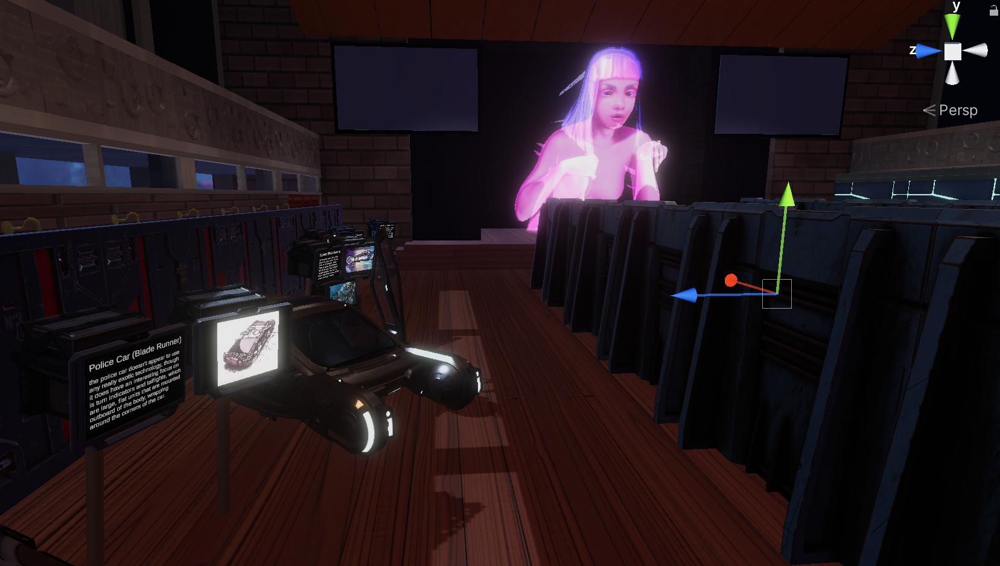 y
z
Persp
Police Car (Blade Runner)
the police car doesn't appear to use
any really exotic technology, though
it does have an interesting focus on
is turn indicators and taillights, which
are large, flat units that are mounted
outboard of the body, wrapping
around the corners of the car.